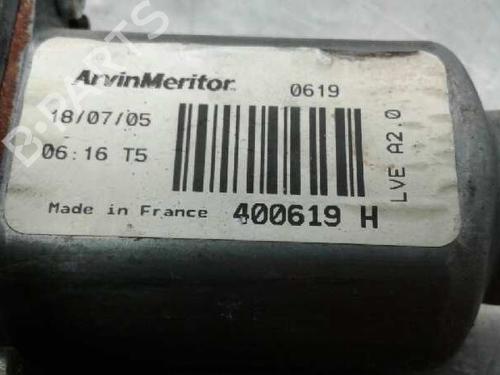 ArvinMeritor 0619
18/07/05
06:16 T5
LVE A2.0
Made in France 400619 H
B-PARTS